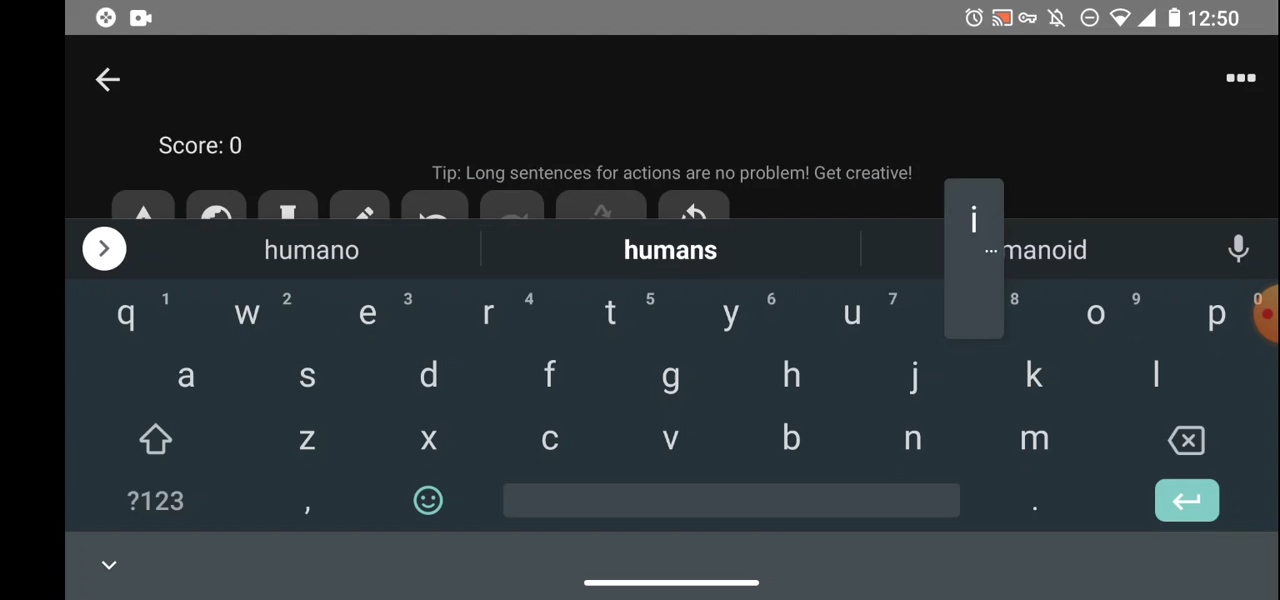 12:50
Score: 0
Tip: Long sentences for actions are no problem! Get creative!
humano humans manoid
q 1 w 2 e 3 r 4 t 5 y 6 u 7 i ... 8 o 9 p 0
a s d f g h j k l
z x c v b n m
?123 , .